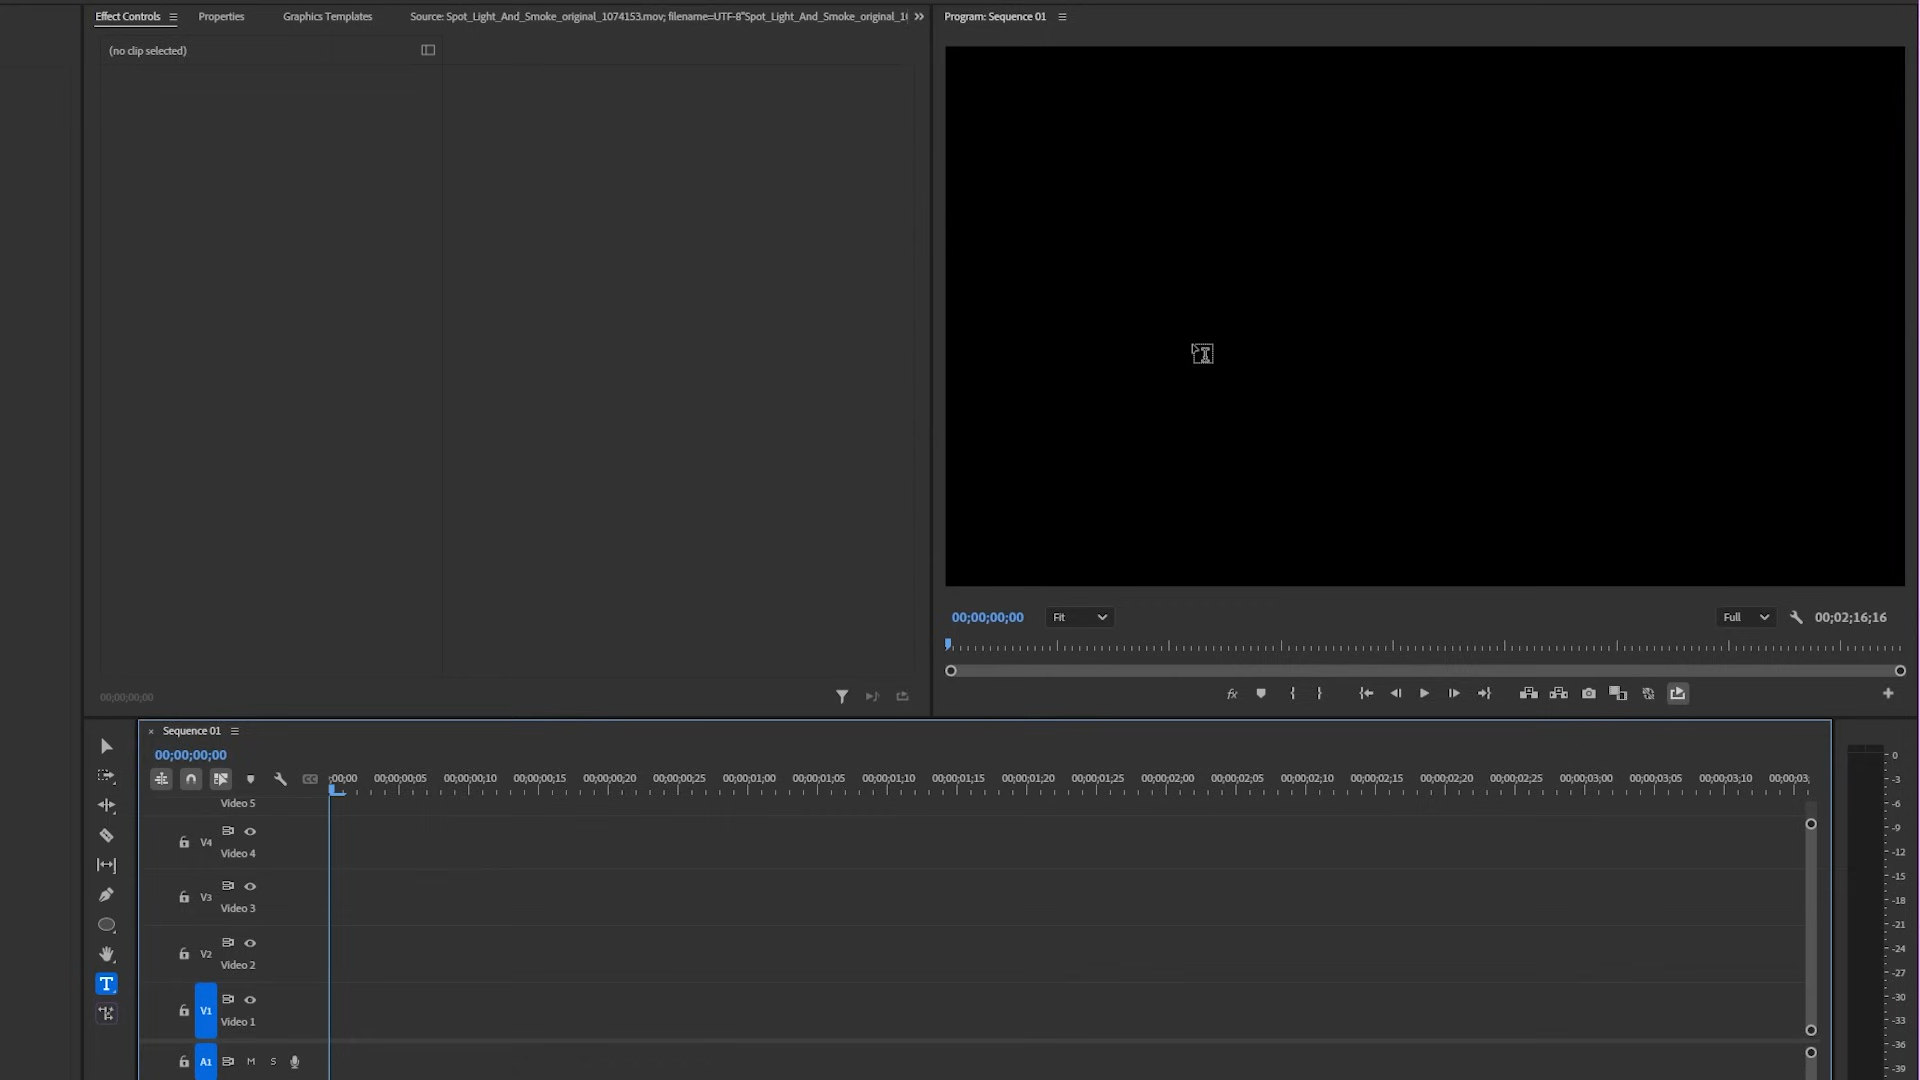 Effect Controls
Properties
Graphics Templates
Source: Spot_Light_And_Smoke_original_1074153.mov; filename=UTF-8''Spot_Light_And_Smoke_original_1(
Program: Sequence 01
(no clip selected)
00;00;00;00
Fit
Full
00;02;16;16
00;00;00;00
fx
× Sequence 01
00;00;00;00
CC
;00;00 00;00;00;05 00;00;00;10 00;00;00;15 00;00;00;20 00;00;00;25 00;00;01;00 00;00;01;05 00;00;01;10 00;00;01;15 00;00;01;20 00;00;01;25 00;00;02;00 00;00;02;05 00;00;02;10 00;00;02;15 00;00;02;20 00;00;02;25 00;00;03;00 00;00;03;05 00;00;03;10 00;00;03;
Video 5
V4
Video 4
V3
Video 3
V2
Video 2
T
V1
Video 1
A1 M S
0
-3
-6
-9
-12
-15
-18
-21
-24
-27
-30
-33
-36
-39